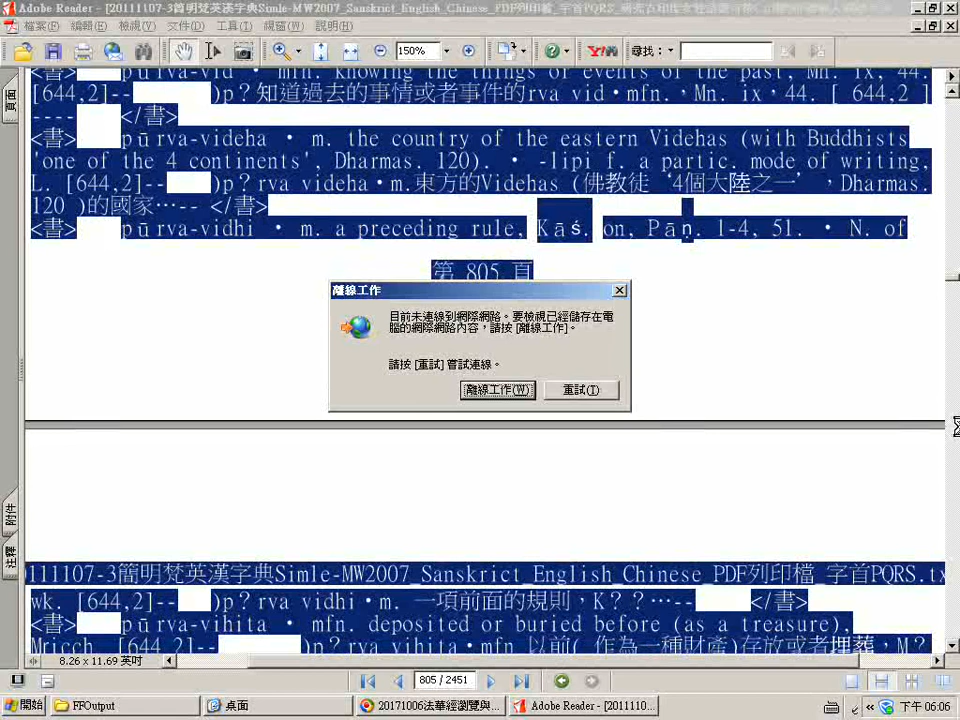 Adobe Reader - [20111107-3簡明梵英漢字典Simle-MW2007_Sanskrict_English_Chinese_PDF列印檔_字首PQRS_
檔案(F) 編輯(E) 檢視(V) 文件(D) 工具(T) 視窗(W) 說明(H)
150% 尋找：
<書> pūrva-vid • mfn. knowing the things or events of the past, Mn. ix, 44.
[644,2]-- )p？知道過去的事情或者事件的rva vid•mfn.，Mn. ix，44. [ 644,2 ]
---- </書>
<書> pūrva-videha • m. the country of the eastern Videhas (with Buddhists
'one of the 4 continents', Dharmas. 120). • -lipi f. a partic. mode of writing,
L. [644,2]-- )p？rva videha•m.東方的Videhas (佛教徒‘4個大陸之一’，Dharmas.
120 )的國家…-- </書>
<書> pūrva-vidhi • m. a preceding rule, Kāś. on, Pāṇ. 1-4, 51. • N. of
第 805 頁
離線工作
目前未連線到網際網路。要檢視已經儲存在電
腦的網際網路內容，請按 [離線工作]。
請按 [重試] 嘗試連線。
離線工作(W) 重試(T)
頁面
附件
註釋
20111107-3簡明梵英漢字典Simle-MW2007_Sanskrict_English_Chinese_PDF列印檔_字首PQRS.tx
wk. [644,2]-- )p？rva vidhi•m. 一項前面的規則，K？？…-- </書>
<書> pūrva-vihita • mfn. deposited or buried before (as a treasure),
Mricch. [644,2]-- )p？rva vihita•mfn.以前( 作為一種財產)存放或者埋葬，M？
8.26 x 11.69 英吋
805 / 2451
開始 FFOutput 桌面 20171006法華經瀏覽與... Adobe Reader - [2011110... 下午 06:06